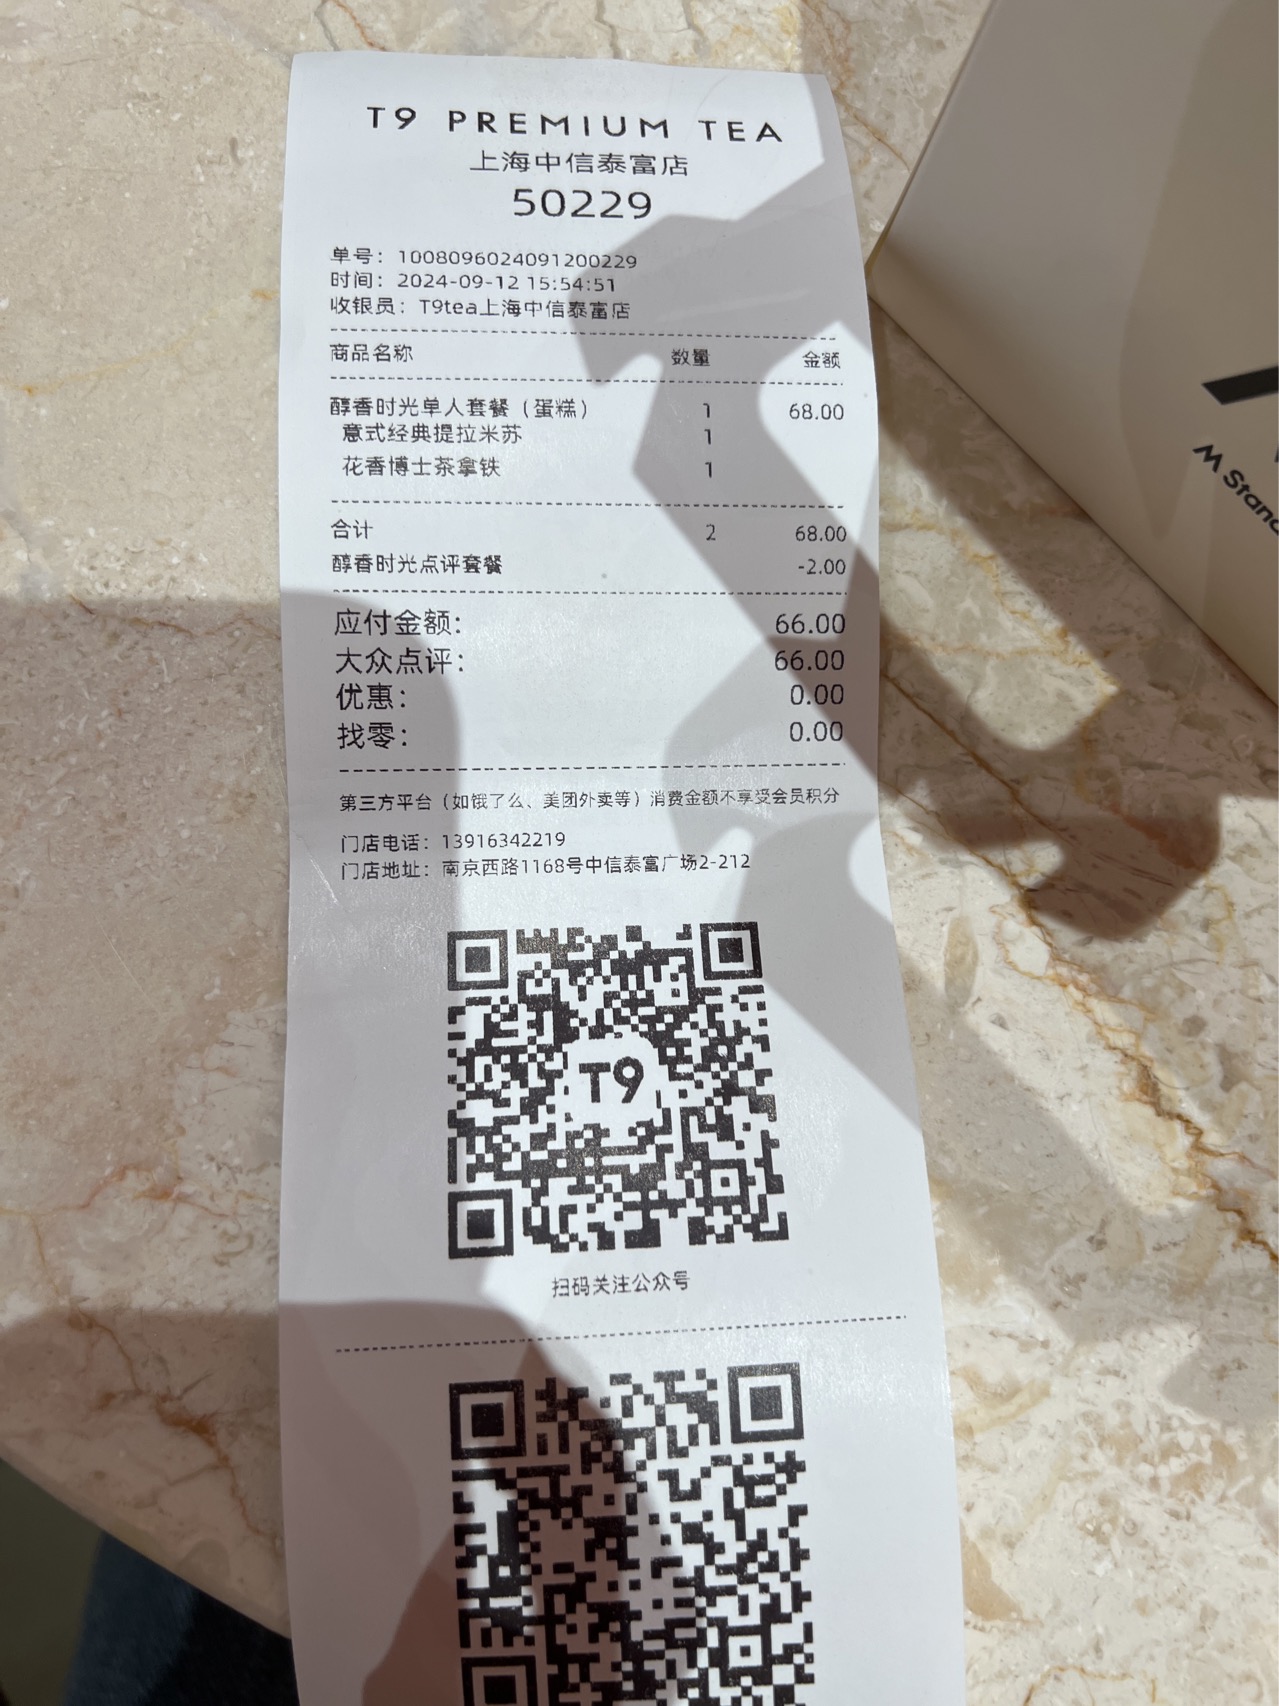 T9 PREMIUM TEA
上海中信泰富店
50229
单号：1008096024091200229
时间：2024-09-12 15:54:51
收银员：T9tea上海中信泰富店
商品名称 数量 金额
醇香时光单人套餐（蛋糕） 1 68.00
意式经典提拉米苏 1
花香博士茶拿铁 1
合计 2 68.00
醇香时光点评套餐 -2.00
应付金额: 66.00
大众点评: 66.00
优惠: 0.00
找零: 0.00
第三方平台（如饿了么、美团外卖等）消费金额不享受会员积分
门店电话：13916342219
门店地址：南京西路1168号中信泰富广场2-212
T9
扫码关注公众号
M Stand